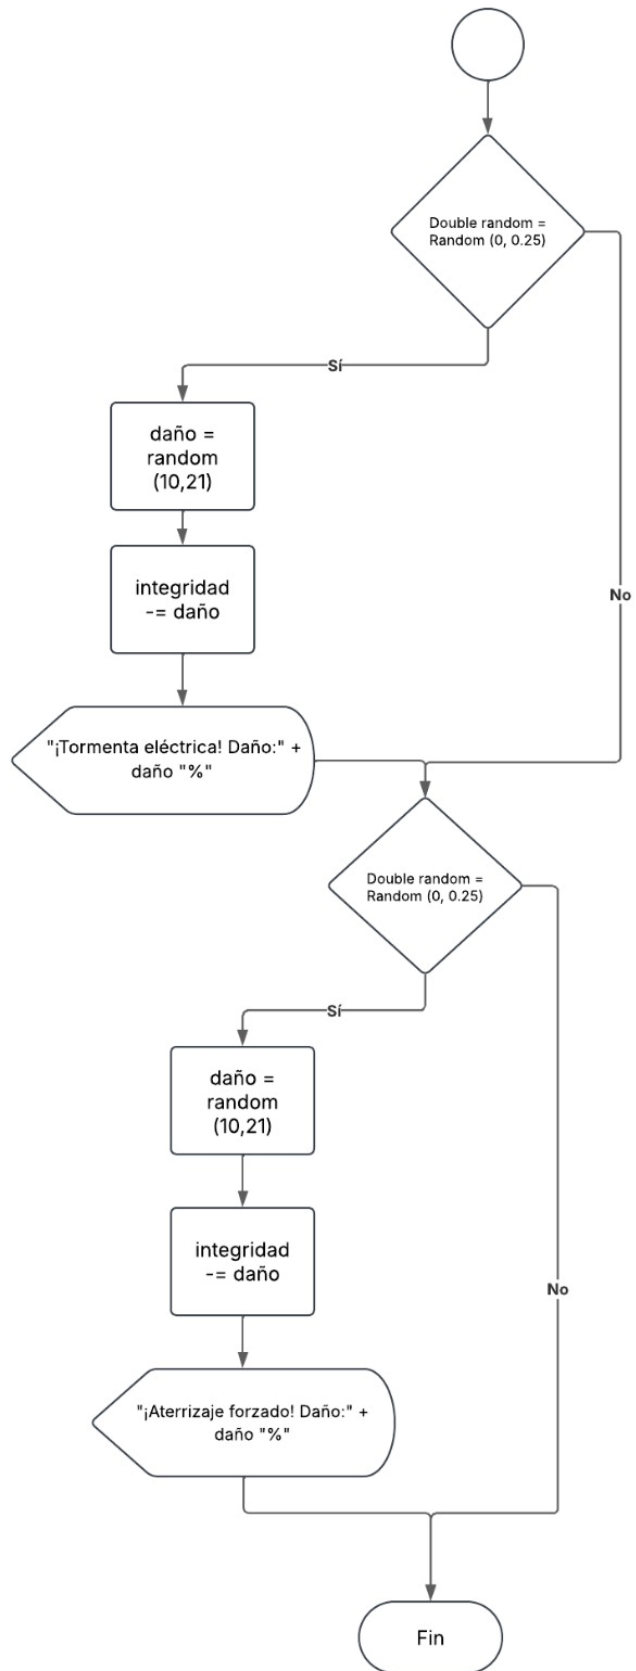 Double random =
Random (0, 0.25)
Sí
daño =
random
(10,21)
integridad
-= daño
No
"¡Tormenta eléctrica! Daño:" +
daño "%"
Double random =
Random (0, 0.25)
Sí
daño =
random
(10,21)
integridad
-= daño
No
"¡Aterrizaje forzado! Daño:" +
daño "%"
Fin